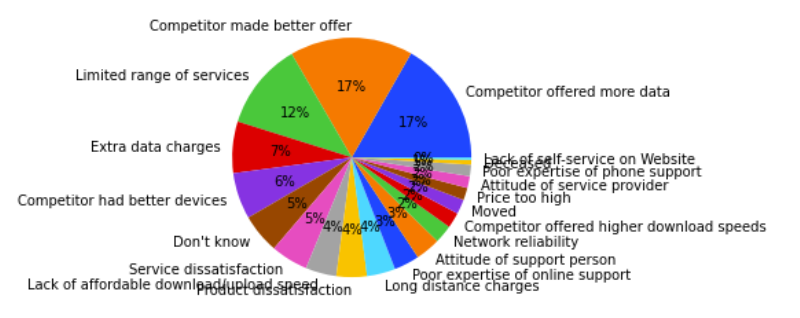 Competitor made better offer
Limited range of services
17%
Competitor offered more data
12%
17%
Extra data charges
7%
0%
Lack of self-service on Website
Deceased
Poor expertise of phone support
Attitude of service provider
Price too high
Moved
Competitor offered higher download speeds
Network reliability
Attitude of support person
Poor expertise of online support
Long distance charges
Competitor had better devices
6%
5%
Don't know
5%
4%
4%
4%
3%
3%
2%
2%
Service dissatisfaction
Lack of affordable download/upload speed
Product dissatisfaction